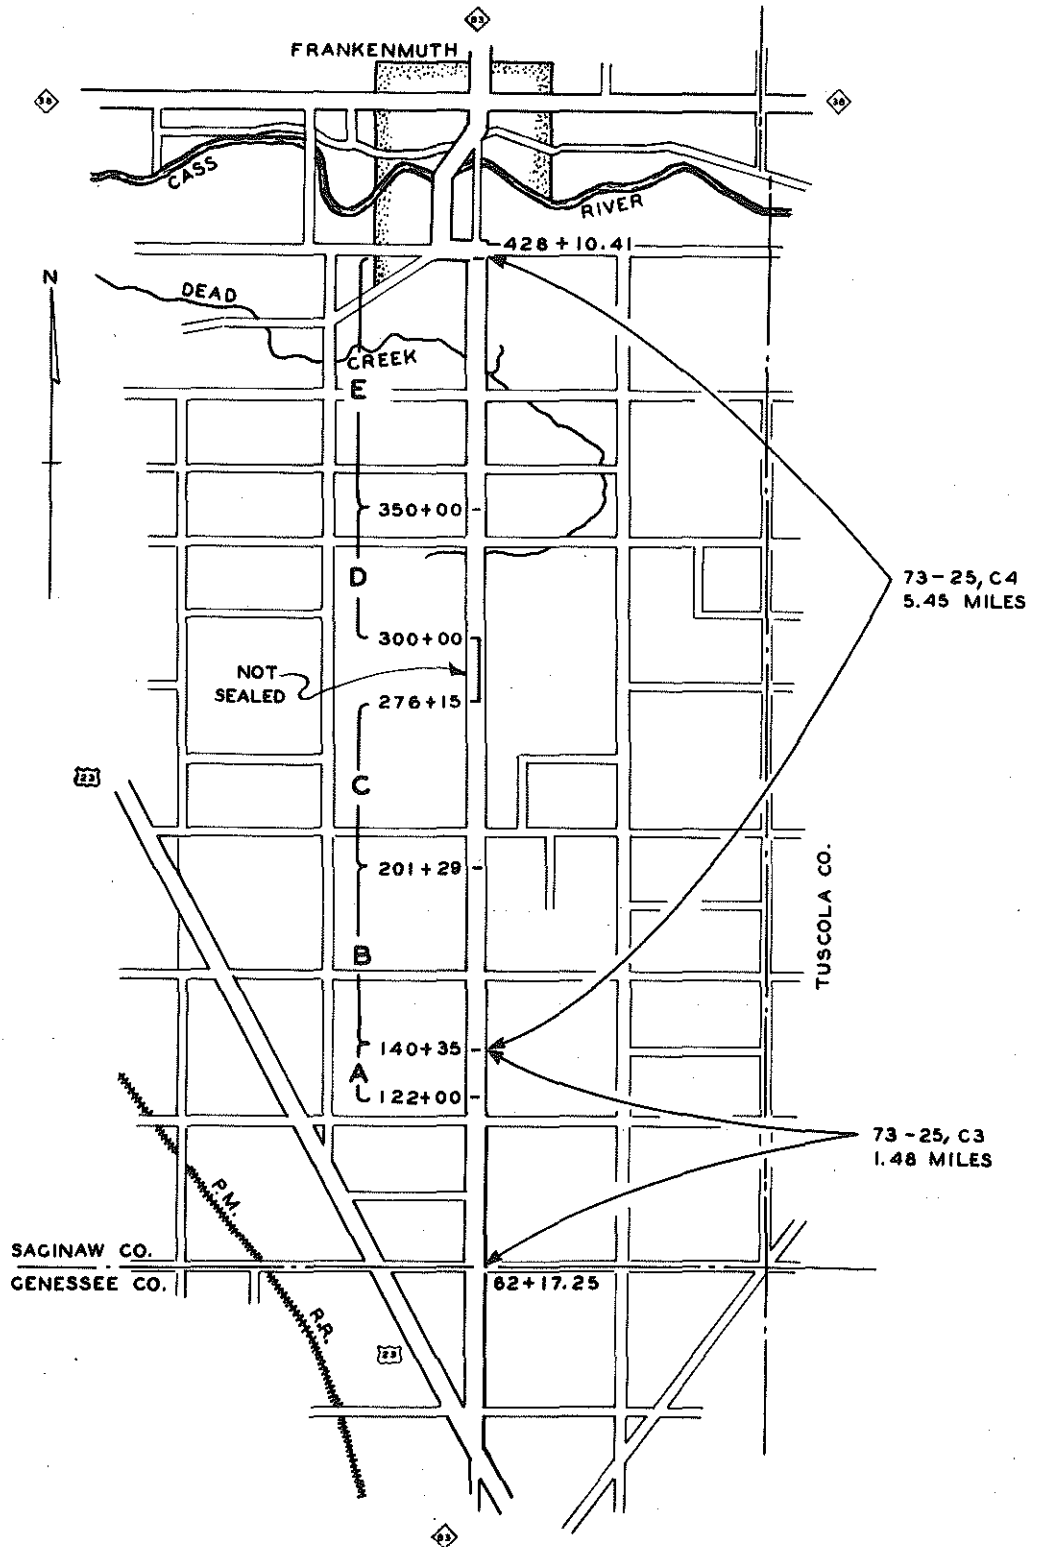 83
FRANKENMUTH
38
38
CASS
RIVER
428+10.41
N
DEAD
CREEK
E
350+00
D
73-25, C4
5.45 MILES
300+00
NOT
SEALED
276+15
23
C
201+29
TUSCOLA CO.
B
140+35
A
122+00
73-25, C3
1.48 MILES
P.M.
SAGINAW CO.
GENESSEE CO.
62+17.25
R.R.
23
83